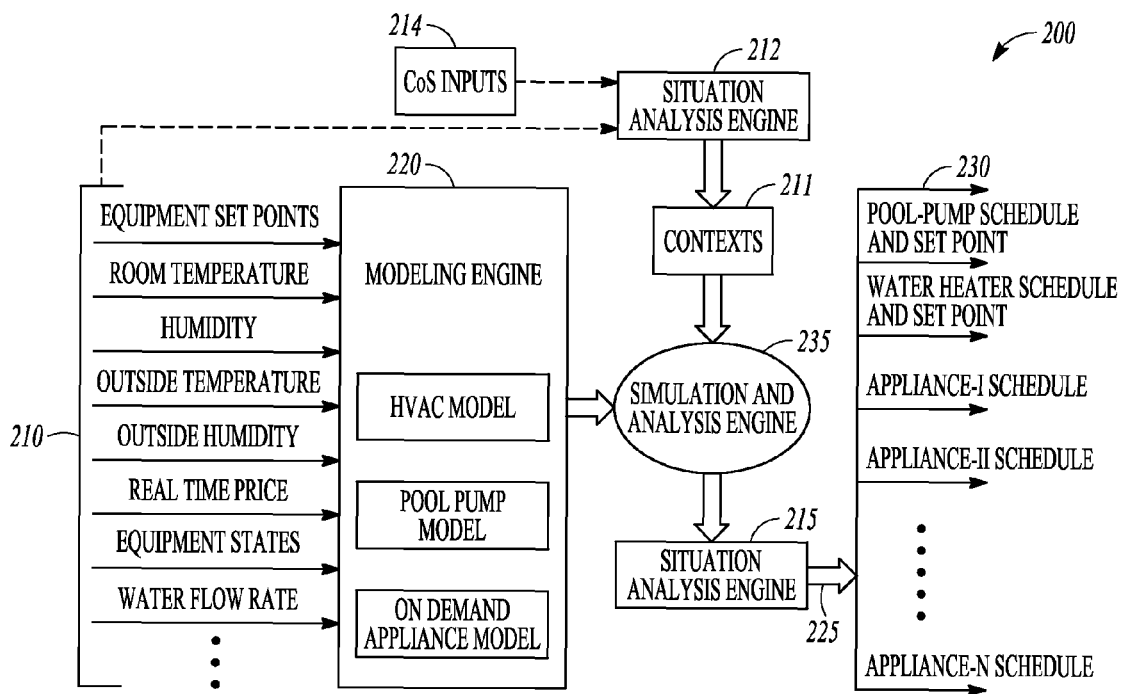 214
200
212
CoS INPUTS
SITUATION
ANALYSIS ENGINE
220
211
230
EQUIPMENT SET POINTS
ROOM TEMPERATURE
HUMIDITY
OUTSIDE TEMPERATURE
210
OUTSIDE HUMIDITY
REAL TIME PRICE
EQUIPMENT STATES
WATER FLOW RATE
MODELING ENGINE
HVAC MODEL
POOL PUMP
MODEL
ON DEMAND
APPLIANCE MODEL
CONTEXTS
235
SIMULATION AND
ANALYSIS ENGINE
215
SITUATION
ANALYSIS ENGINE
225
POOL-PUMP SCHEDULE
AND SET POINT
WATER HEATER SCHEDULE
AND SET POINT
APPLIANCE-I SCHEDULE
APPLIANCE-II SCHEDULE
APPLIANCE-N SCHEDULE